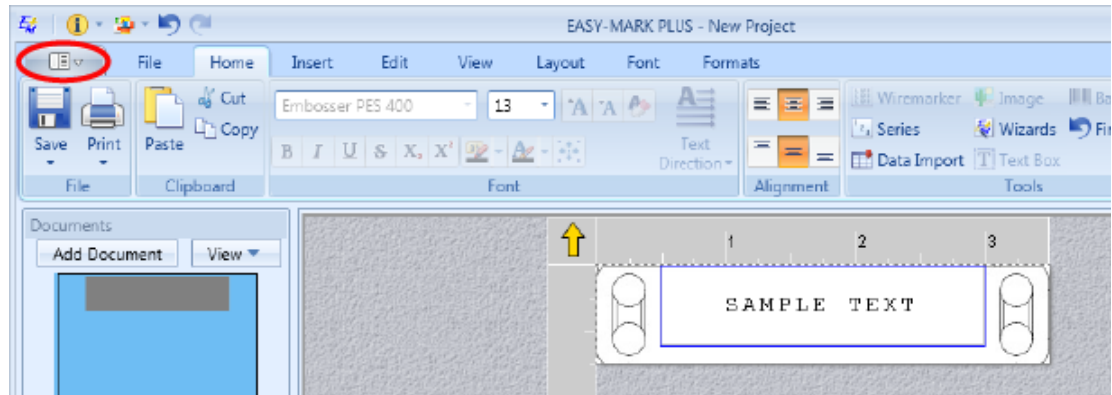 EASY-MARK PLUS - New Project
File Home Insert Edit View Layout Font Formats
Save Print Paste Cut Copy
Embosser PES 400 13 A A
B I U S X, X'
Text Direction
Wiremarker Image
Series Wizards
Data Import Text Box
File Clipboard Font Alignment Tools
Documents
Add Document View
1 2 3
SAMPLE TEXT